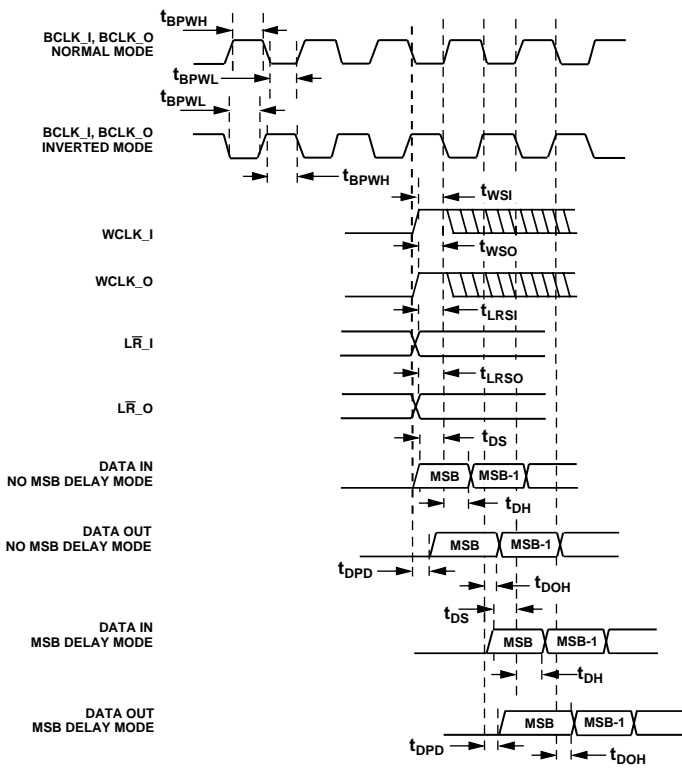 tBPWH
BCLK_I, BCLK_O
NORMAL MODE
tBPWL
tBPWL
BCLK_I, BCLK_O
INVERTED MODE
tBPWH
tWSI
WCLK_I
tWSO
WCLK_O
tLRSI
LR̅_I
tLRSO
LR̅_O
tDS
DATA IN
NO MSB DELAY MODE
MSB MSB-1
tDH
DATA OUT
NO MSB DELAY MODE
MSB MSB-1
tDPD
tDOH
tDS
DATA IN
MSB DELAY MODE
MSB MSB-1
tDH
DATA OUT
MSB DELAY MODE
MSB MSB-1
tDPD
tDOH